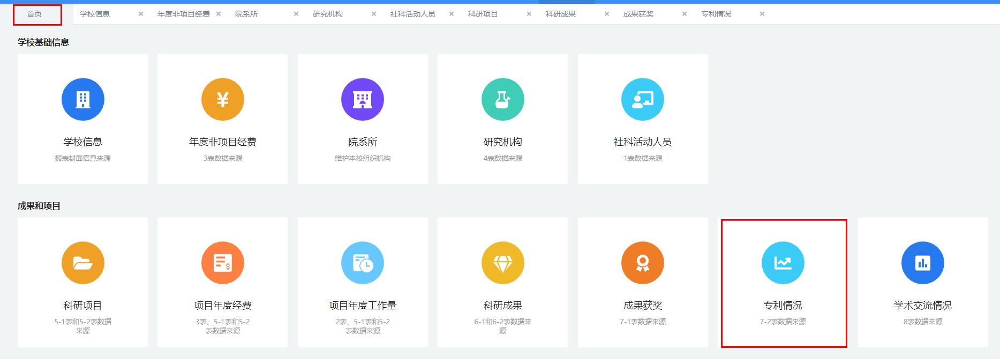 首页
学校信息
年度非项目经费
院系所
研究机构
社科活动人员
科研项目
科研成果
成果获奖
专利情况
学校基础信息
学校信息
报表封面信息来源
年度非项目经费
3表数据来源
院系所
维护本校组织机构
研究机构
4表数据来源
社科活动人员
1表数据来源
成果和项目
科研项目
5-1表和5-2表数据
来源
项目年度经费
3表、5-1表和5-2
表数据来源
项目年度工作量
2表、5-1表和5-2
表数据来源
科研成果
6-1和6-2表数据来
源
成果获奖
7-1表数据来源
专利情况
7-2表数据来源
学术交流情况
8表数据来源